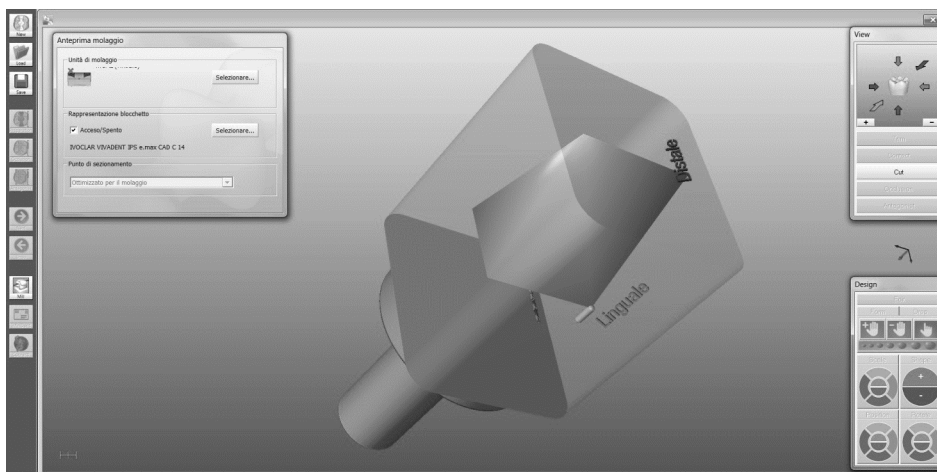 New
Load
Save
Mill
Anteprima molaggio
Unità di molaggio
Selezionare...
Rappresentazione blocchetto
Acceso/Spento
Selezionare...
IVOCLAR VIVADENT IPS e.max CAD C 14
Punto di sezionamento
Ottimizzato per il molaggio
Distale
Linguale
View
+
-
Cut
Design
+
-